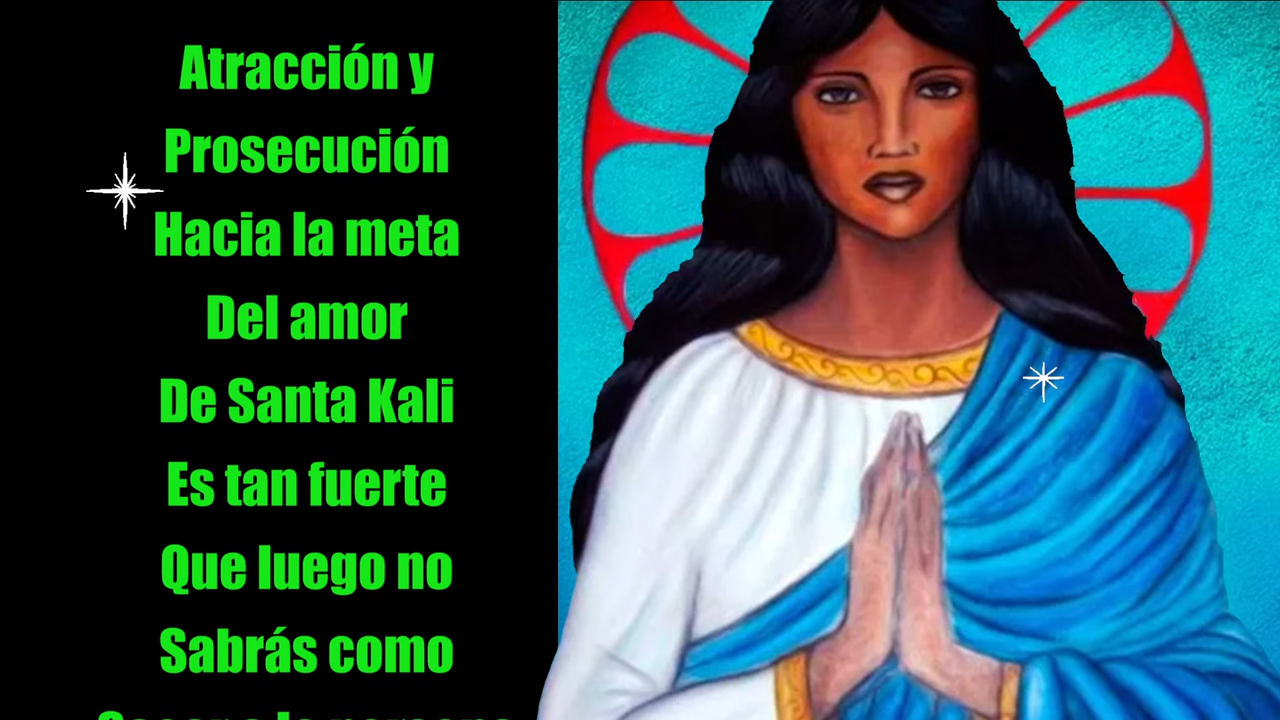 Atracción y
Prosecución
Hacia la meta
Del amor
De Santa Kali
Es tan fuerte
Que luego no
Sabrás como